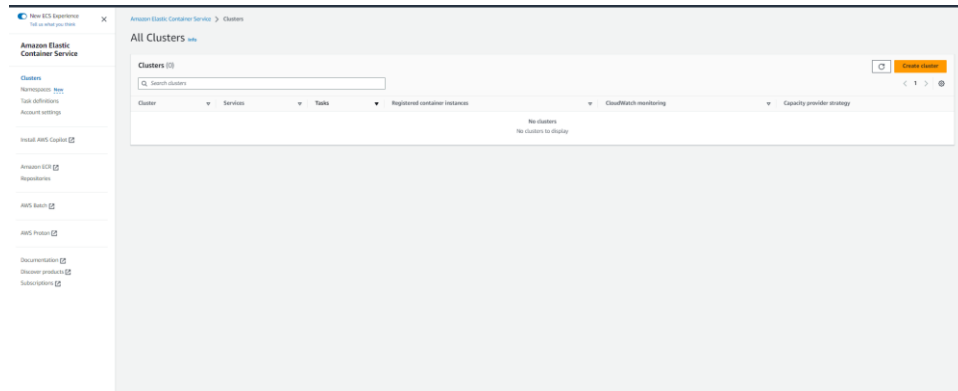 New ECS Experience
Tell us what you think
Amazon Elastic
Container Service
Clusters
Namespaces New
Task definitions
Account settings
Install AWS Copilot
Amazon ECR
Repositories
AWS Batch
AWS Proton
Documentation
Discover products
Subscriptions
Amazon Elastic Container Service > Clusters
All Clusters Info
Clusters (0)
Create cluster
Search clusters
< 1 >
Cluster Services Tasks Registered container instances CloudWatch monitoring Capacity provider strategy
No clusters
No clusters to display